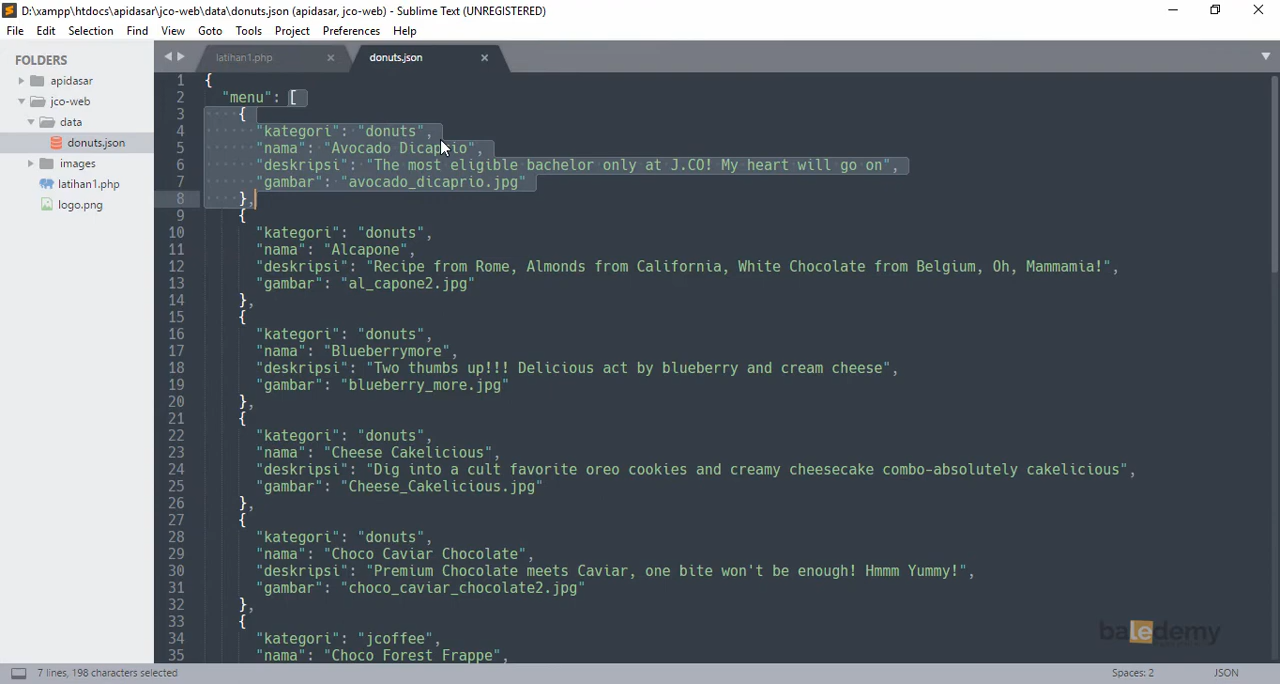 D:\xampp\htdocs\apidasar\jco-web\data\donuts.json (apidasar, jco-web) - Sublime Text (UNREGISTERED)
File Edit Selection Find View Goto Tools Project Preferences Help
FOLDERS
apidasar
jco-web
data
donuts.json
images
latihan1.php
logo.png
latihan1.php donuts.json
1 {
2 "menu": [
3 {
4 "kategori": "donuts",
5 "nama": "Avocado Dicaprio",
6 "deskripsi": "The most eligible bachelor only at J.CO! My heart will go on",
7 "gambar": "avocado_dicaprio.jpg"
8 },
9 {
10 "kategori": "donuts",
11 "nama": "Alcapone",
12 "deskripsi": "Recipe from Rome, Almonds from California, White Chocolate from Belgium, Oh, Mammamia!",
13 "gambar": "al_capone2.jpg"
14 },
15 {
16 "kategori": "donuts",
17 "nama": "Blueberrymore",
18 "deskripsi": "Two thumbs up!!! Delicious act by blueberry and cream cheese",
19 "gambar": "blueberry_more.jpg"
20 },
21 {
22 "kategori": "donuts",
23 "nama": "Cheese Cakelicious",
24 "deskripsi": "Dig into a cult favorite oreo cookies and creamy cheesecake combo-absolutely cakelicious",
25 "gambar": "Cheese_Cakelicious.jpg"
26 },
27 {
28 "kategori": "donuts",
29 "nama": "Choco Caviar Chocolate",
30 "deskripsi": "Premium Chocolate meets Caviar, one bite won't be enough! Hmmm Yummy!",
31 "gambar": "choco_caviar_chocolate2.jpg"
32 },
33 {
34 "kategori": "jcoffee",
35 "nama": "Choco Forest Frappe",
baledemy
7 lines, 198 characters selected
Spaces: 2
JSON